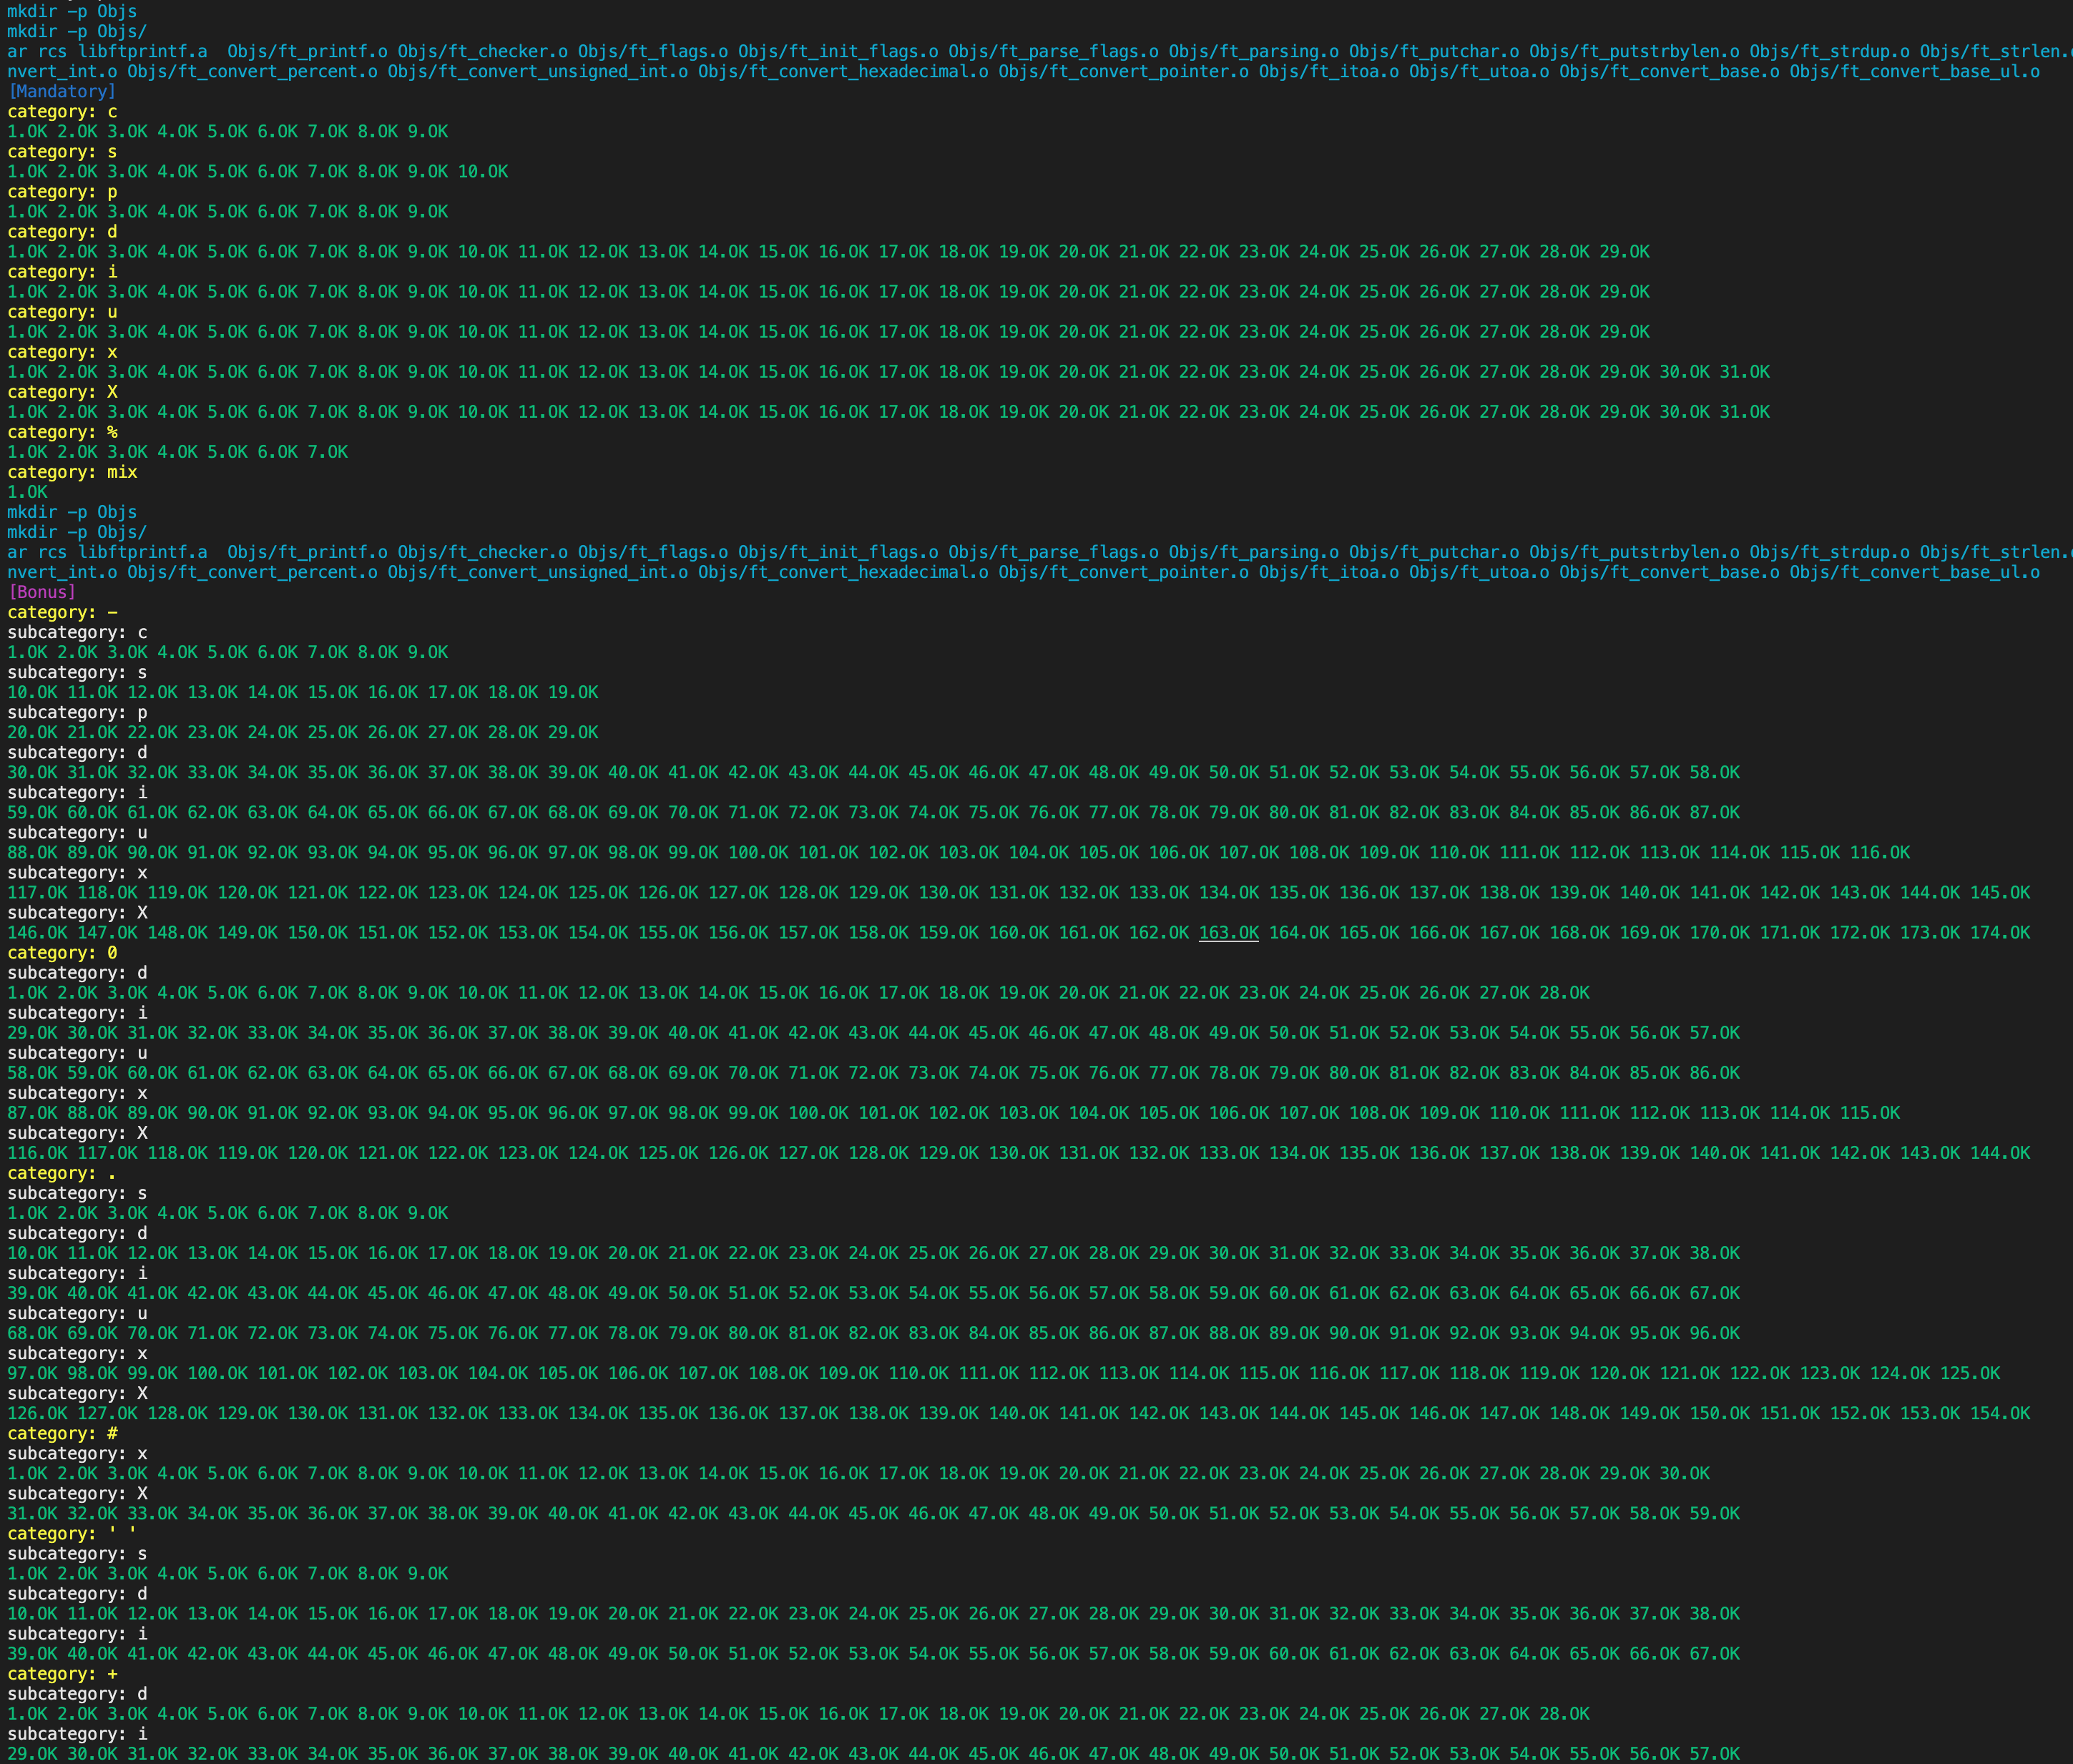 mkdir -p Objs
mkdir -p Objs/
ar rcs libftprintf.a  Objs/ft_printf.o Objs/ft_checker.o Objs/ft_flags.o Objs/ft_init_flags.o Objs/ft_parse_flags.o Objs/ft_parsing.o Objs/ft_putchar.o Objs/ft_putstrbylen.o Objs/ft_strdup.o Objs/ft_strlen.o
nvert_int.o Objs/ft_convert_percent.o Objs/ft_convert_unsigned_int.o Objs/ft_convert_hexadecimal.o Objs/ft_convert_pointer.o Objs/ft_itoa.o Objs/ft_utoa.o Objs/ft_convert_base.o Objs/ft_convert_base_ul.o
[Mandatory]
category: c
1.OK 2.OK 3.OK 4.OK 5.OK 6.OK 7.OK 8.OK 9.OK
category: s
1.OK 2.OK 3.OK 4.OK 5.OK 6.OK 7.OK 8.OK 9.OK 10.OK
category: p
1.OK 2.OK 3.OK 4.OK 5.OK 6.OK 7.OK 8.OK 9.OK
category: d
1.OK 2.OK 3.OK 4.OK 5.OK 6.OK 7.OK 8.OK 9.OK 10.OK 11.OK 12.OK 13.OK 14.OK 15.OK 16.OK 17.OK 18.OK 19.OK 20.OK 21.OK 22.OK 23.OK 24.OK 25.OK 26.OK 27.OK 28.OK 29.OK
category: i
1.OK 2.OK 3.OK 4.OK 5.OK 6.OK 7.OK 8.OK 9.OK 10.OK 11.OK 12.OK 13.OK 14.OK 15.OK 16.OK 17.OK 18.OK 19.OK 20.OK 21.OK 22.OK 23.OK 24.OK 25.OK 26.OK 27.OK 28.OK 29.OK
category: u
1.OK 2.OK 3.OK 4.OK 5.OK 6.OK 7.OK 8.OK 9.OK 10.OK 11.OK 12.OK 13.OK 14.OK 15.OK 16.OK 17.OK 18.OK 19.OK 20.OK 21.OK 22.OK 23.OK 24.OK 25.OK 26.OK 27.OK 28.OK 29.OK
category: x
1.OK 2.OK 3.OK 4.OK 5.OK 6.OK 7.OK 8.OK 9.OK 10.OK 11.OK 12.OK 13.OK 14.OK 15.OK 16.OK 17.OK 18.OK 19.OK 20.OK 21.OK 22.OK 23.OK 24.OK 25.OK 26.OK 27.OK 28.OK 29.OK 30.OK 31.OK
category: X
1.OK 2.OK 3.OK 4.OK 5.OK 6.OK 7.OK 8.OK 9.OK 10.OK 11.OK 12.OK 13.OK 14.OK 15.OK 16.OK 17.OK 18.OK 19.OK 20.OK 21.OK 22.OK 23.OK 24.OK 25.OK 26.OK 27.OK 28.OK 29.OK 30.OK 31.OK
category: %
1.OK 2.OK 3.OK 4.OK 5.OK 6.OK 7.OK
category: mix
1.OK
mkdir -p Objs
mkdir -p Objs/
ar rcs libftprintf.a  Objs/ft_printf.o Objs/ft_checker.o Objs/ft_flags.o Objs/ft_init_flags.o Objs/ft_parse_flags.o Objs/ft_parsing.o Objs/ft_putchar.o Objs/ft_putstrbylen.o Objs/ft_strdup.o Objs/ft_strlen.o
nvert_int.o Objs/ft_convert_percent.o Objs/ft_convert_unsigned_int.o Objs/ft_convert_hexadecimal.o Objs/ft_convert_pointer.o Objs/ft_itoa.o Objs/ft_utoa.o Objs/ft_convert_base.o Objs/ft_convert_base_ul.o
[Bonus]
category: -
subcategory: c
1.OK 2.OK 3.OK 4.OK 5.OK 6.OK 7.OK 8.OK 9.OK
subcategory: s
10.OK 11.OK 12.OK 13.OK 14.OK 15.OK 16.OK 17.OK 18.OK 19.OK
subcategory: p
20.OK 21.OK 22.OK 23.OK 24.OK 25.OK 26.OK 27.OK 28.OK 29.OK
subcategory: d
30.OK 31.OK 32.OK 33.OK 34.OK 35.OK 36.OK 37.OK 38.OK 39.OK 40.OK 41.OK 42.OK 43.OK 44.OK 45.OK 46.OK 47.OK 48.OK 49.OK 50.OK 51.OK 52.OK 53.OK 54.OK 55.OK 56.OK 57.OK 58.OK
subcategory: i
59.OK 60.OK 61.OK 62.OK 63.OK 64.OK 65.OK 66.OK 67.OK 68.OK 69.OK 70.OK 71.OK 72.OK 73.OK 74.OK 75.OK 76.OK 77.OK 78.OK 79.OK 80.OK 81.OK 82.OK 83.OK 84.OK 85.OK 86.OK 87.OK
subcategory: u
88.OK 89.OK 90.OK 91.OK 92.OK 93.OK 94.OK 95.OK 96.OK 97.OK 98.OK 99.OK 100.OK 101.OK 102.OK 103.OK 104.OK 105.OK 106.OK 107.OK 108.OK 109.OK 110.OK 111.OK 112.OK 113.OK 114.OK 115.OK 116.OK
subcategory: x
117.OK 118.OK 119.OK 120.OK 121.OK 122.OK 123.OK 124.OK 125.OK 126.OK 127.OK 128.OK 129.OK 130.OK 131.OK 132.OK 133.OK 134.OK 135.OK 136.OK 137.OK 138.OK 139.OK 140.OK 141.OK 142.OK 143.OK 144.OK 145.OK
subcategory: X
146.OK 147.OK 148.OK 149.OK 150.OK 151.OK 152.OK 153.OK 154.OK 155.OK 156.OK 157.OK 158.OK 159.OK 160.OK 161.OK 162.OK 163.OK 164.OK 165.OK 166.OK 167.OK 168.OK 169.OK 170.OK 171.OK 172.OK 173.OK 174.OK
category: 0
subcategory: d
1.OK 2.OK 3.OK 4.OK 5.OK 6.OK 7.OK 8.OK 9.OK 10.OK 11.OK 12.OK 13.OK 14.OK 15.OK 16.OK 17.OK 18.OK 19.OK 20.OK 21.OK 22.OK 23.OK 24.OK 25.OK 26.OK 27.OK 28.OK
subcategory: i
29.OK 30.OK 31.OK 32.OK 33.OK 34.OK 35.OK 36.OK 37.OK 38.OK 39.OK 40.OK 41.OK 42.OK 43.OK 44.OK 45.OK 46.OK 47.OK 48.OK 49.OK 50.OK 51.OK 52.OK 53.OK 54.OK 55.OK 56.OK 57.OK
subcategory: u
58.OK 59.OK 60.OK 61.OK 62.OK 63.OK 64.OK 65.OK 66.OK 67.OK 68.OK 69.OK 70.OK 71.OK 72.OK 73.OK 74.OK 75.OK 76.OK 77.OK 78.OK 79.OK 80.OK 81.OK 82.OK 83.OK 84.OK 85.OK 86.OK
subcategory: x
87.OK 88.OK 89.OK 90.OK 91.OK 92.OK 93.OK 94.OK 95.OK 96.OK 97.OK 98.OK 99.OK 100.OK 101.OK 102.OK 103.OK 104.OK 105.OK 106.OK 107.OK 108.OK 109.OK 110.OK 111.OK 112.OK 113.OK 114.OK 115.OK
subcategory: X
116.OK 117.OK 118.OK 119.OK 120.OK 121.OK 122.OK 123.OK 124.OK 125.OK 126.OK 127.OK 128.OK 129.OK 130.OK 131.OK 132.OK 133.OK 134.OK 135.OK 136.OK 137.OK 138.OK 139.OK 140.OK 141.OK 142.OK 143.OK 144.OK
category: .
subcategory: s
1.OK 2.OK 3.OK 4.OK 5.OK 6.OK 7.OK 8.OK 9.OK
subcategory: d
10.OK 11.OK 12.OK 13.OK 14.OK 15.OK 16.OK 17.OK 18.OK 19.OK 20.OK 21.OK 22.OK 23.OK 24.OK 25.OK 26.OK 27.OK 28.OK 29.OK 30.OK 31.OK 32.OK 33.OK 34.OK 35.OK 36.OK 37.OK 38.OK
subcategory: i
39.OK 40.OK 41.OK 42.OK 43.OK 44.OK 45.OK 46.OK 47.OK 48.OK 49.OK 50.OK 51.OK 52.OK 53.OK 54.OK 55.OK 56.OK 57.OK 58.OK 59.OK 60.OK 61.OK 62.OK 63.OK 64.OK 65.OK 66.OK 67.OK
subcategory: u
68.OK 69.OK 70.OK 71.OK 72.OK 73.OK 74.OK 75.OK 76.OK 77.OK 78.OK 79.OK 80.OK 81.OK 82.OK 83.OK 84.OK 85.OK 86.OK 87.OK 88.OK 89.OK 90.OK 91.OK 92.OK 93.OK 94.OK 95.OK 96.OK
subcategory: x
97.OK 98.OK 99.OK 100.OK 101.OK 102.OK 103.OK 104.OK 105.OK 106.OK 107.OK 108.OK 109.OK 110.OK 111.OK 112.OK 113.OK 114.OK 115.OK 116.OK 117.OK 118.OK 119.OK 120.OK 121.OK 122.OK 123.OK 124.OK 125.OK
subcategory: X
126.OK 127.OK 128.OK 129.OK 130.OK 131.OK 132.OK 133.OK 134.OK 135.OK 136.OK 137.OK 138.OK 139.OK 140.OK 141.OK 142.OK 143.OK 144.OK 145.OK 146.OK 147.OK 148.OK 149.OK 150.OK 151.OK 152.OK 153.OK 154.OK
category: #
subcategory: x
1.OK 2.OK 3.OK 4.OK 5.OK 6.OK 7.OK 8.OK 9.OK 10.OK 11.OK 12.OK 13.OK 14.OK 15.OK 16.OK 17.OK 18.OK 19.OK 20.OK 21.OK 22.OK 23.OK 24.OK 25.OK 26.OK 27.OK 28.OK 29.OK 30.OK
subcategory: X
31.OK 32.OK 33.OK 34.OK 35.OK 36.OK 37.OK 38.OK 39.OK 40.OK 41.OK 42.OK 43.OK 44.OK 45.OK 46.OK 47.OK 48.OK 49.OK 50.OK 51.OK 52.OK 53.OK 54.OK 55.OK 56.OK 57.OK 58.OK 59.OK
category: ' '
subcategory: s
1.OK 2.OK 3.OK 4.OK 5.OK 6.OK 7.OK 8.OK 9.OK
subcategory: d
10.OK 11.OK 12.OK 13.OK 14.OK 15.OK 16.OK 17.OK 18.OK 19.OK 20.OK 21.OK 22.OK 23.OK 24.OK 25.OK 26.OK 27.OK 28.OK 29.OK 30.OK 31.OK 32.OK 33.OK 34.OK 35.OK 36.OK 37.OK 38.OK
subcategory: i
39.OK 40.OK 41.OK 42.OK 43.OK 44.OK 45.OK 46.OK 47.OK 48.OK 49.OK 50.OK 51.OK 52.OK 53.OK 54.OK 55.OK 56.OK 57.OK 58.OK 59.OK 60.OK 61.OK 62.OK 63.OK 64.OK 65.OK 66.OK 67.OK
category: +
subcategory: d
1.OK 2.OK 3.OK 4.OK 5.OK 6.OK 7.OK 8.OK 9.OK 10.OK 11.OK 12.OK 13.OK 14.OK 15.OK 16.OK 17.OK 18.OK 19.OK 20.OK 21.OK 22.OK 23.OK 24.OK 25.OK 26.OK 27.OK 28.OK
subcategory: i
29.OK 30.OK 31.OK 32.OK 33.OK 34.OK 35.OK 36.OK 37.OK 38.OK 39.OK 40.OK 41.OK 42.OK 43.OK 44.OK 45.OK 46.OK 47.OK 48.OK 49.OK 50.OK 51.OK 52.OK 53.OK 54.OK 55.OK 56.OK 57.OK